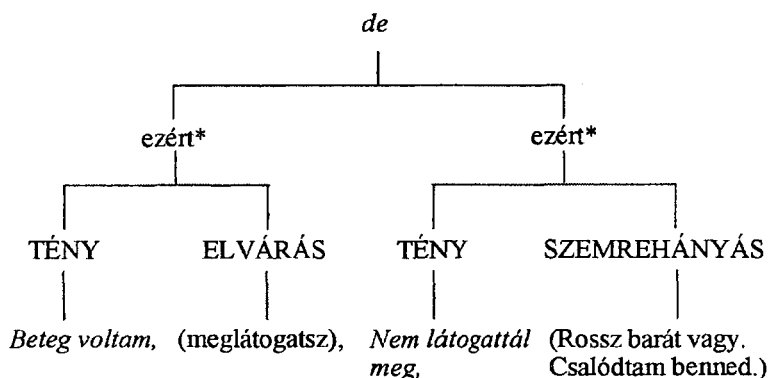 de
ezért* ezért*
TÉNY ELVÁRÁS TÉNY SZEMREHÁNYÁS
Beteg voltam, (meglátogatsz), Nem látogattál (Rossz barát vagy.
meg, Csalódtam benned.)